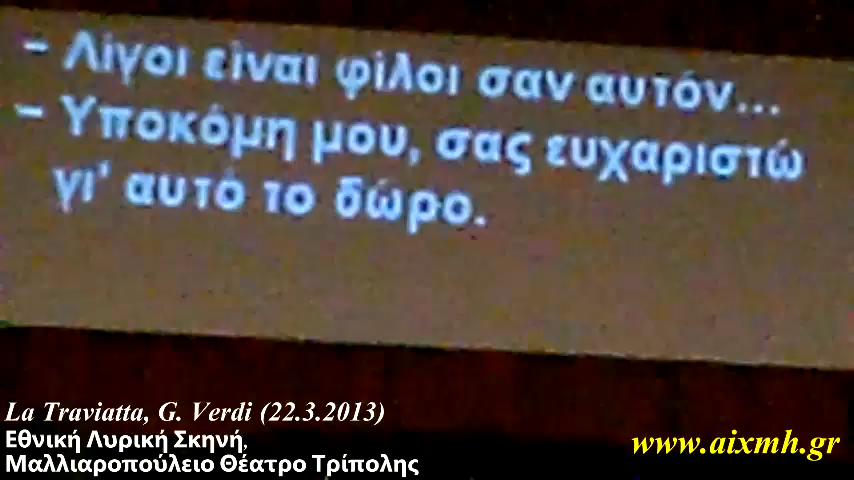 - Λίγοι είναι φίλοι σαν αυτόν...
- Υποκόμη μου, σας ευχαριστώ
γι' αυτό το δώρο.
La Traviatta, G. Verdi (22.3.2013)
Εθνική Λυρική Σκηνή,
Μαλλιαροπούλειο Θέατρο Τρίπολης
www.aixmh.gr